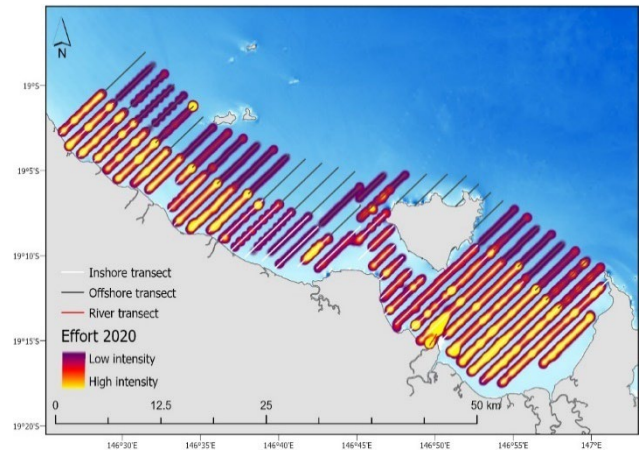 N
19°S
19°5'S
19°10'S
19°15'S
19°20'S
Inshore transect
Offshore transect
River transect
Effort 2020
Low intensity
High intensity
0 12.5 25 50 km
146°30'E 146°35'E 146°40'E 146°45'E 146°50'E 146°55'E 147°E